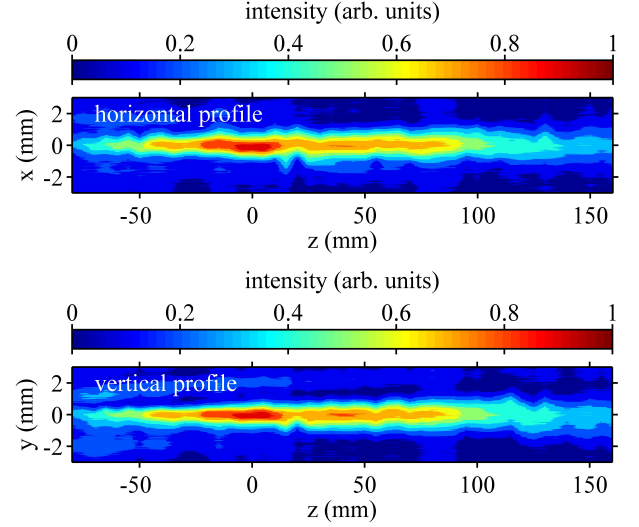 intensity (arb. units)
0 0.2 0.4 0.6 0.8 1
horizontal profile
x (mm)
2
0
-2
-50 0 50 100 150
z (mm)
intensity (arb. units)
0 0.2 0.4 0.6 0.8 1
vertical profile
y (mm)
2
0
-2
-50 0 50 100 150
z (mm)